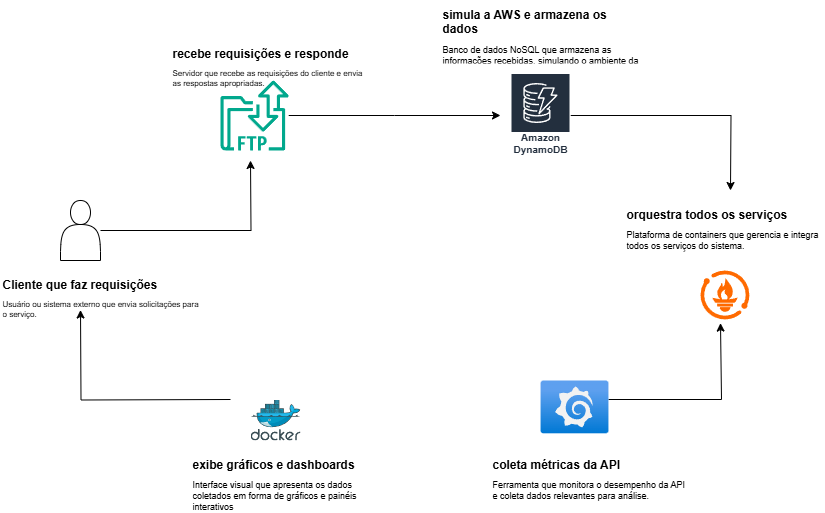 simula a AWS e armazena os
dados
Banco de dados NoSQL que armazena as
informações recebidas, simulando o ambiente da
recebe requisições e responde
Servidor que recebe as requisições do cliente e envia
as respostas apropriadas.
FTP
Amazon
DynamoDB
orquestra todos os serviços
Plataforma de containers que gerencia e integra
todos os serviços do sistema.
Cliente que faz requisições
Usuário ou sistema externo que envia solicitações para
o serviço.
docker
exibe gráficos e dashboards
Interface visual que apresenta os dados
coletados em forma de gráficos e painéis
interativos
coleta métricas da API
Ferramenta que monitora o desempenho da API
e coleta dados relevantes para análise.